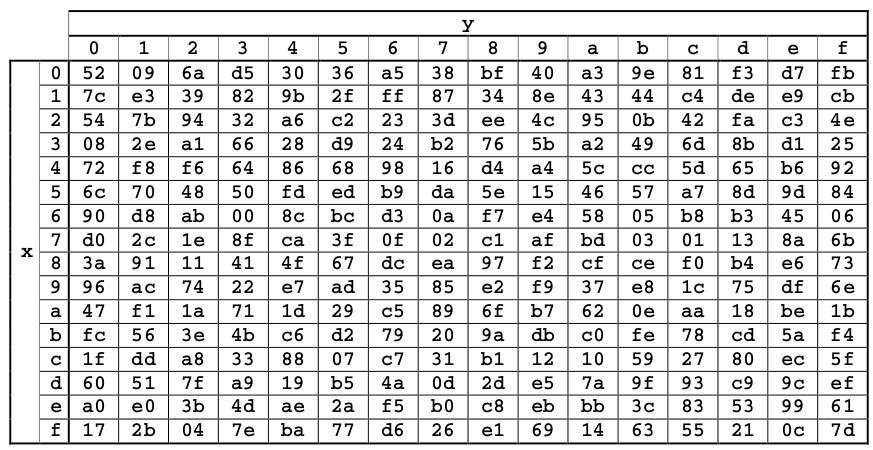 y
0 1 2 3 4 5 6 7 8 9 a b c d e f
0 52 09 6a d5 30 36 a5 38 bf 40 a3 9e 81 f3 d7 fb
1 7c e3 39 82 9b 2f ff 87 34 8e 43 44 c4 de e9 cb
2 54 7b 94 32 a6 c2 23 3d ee 4c 95 0b 42 fa c3 4e
3 08 2e a1 66 28 d9 24 b2 76 5b a2 49 6d 8b d1 25
4 72 f8 f6 64 86 68 98 16 d4 a4 5c cc 5d 65 b6 92
5 6c 70 48 50 fd ed b9 da 5e 15 46 57 a7 8d 9d 84
6 90 d8 ab 00 8c bc d3 0a f7 e4 58 05 b8 b3 45 06
x 7 d0 2c 1e 8f ca 3f 0f 02 c1 af bd 03 01 13 8a 6b
8 3a 91 11 41 4f 67 dc ea 97 f2 cf ce f0 b4 e6 73
9 96 ac 74 22 e7 ad 35 85 e2 f9 37 e8 1c 75 df 6e
a 47 f1 1a 71 1d 29 c5 89 6f b7 62 0e aa 18 be 1b
b fc 56 3e 4b c6 d2 79 20 9a db c0 fe 78 cd 5a f4
c 1f dd a8 33 88 07 c7 31 b1 12 10 59 27 80 ec 5f
d 60 51 7f a9 19 b5 4a 0d 2d e5 7a 9f 93 c9 9c ef
e a0 e0 3b 4d ae 2a f5 b0 c8 eb bb 3c 83 53 99 61
f 17 2b 04 7e ba 77 d6 26 e1 69 14 63 55 21 0c 7d